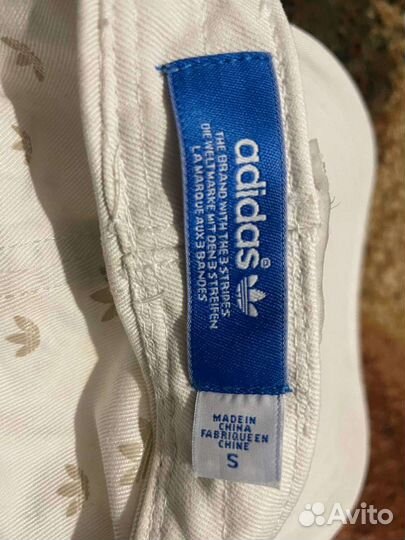 adidas®
THE BRAND WITH THE 3 STRIPES
DIE WELTMARKE MIT DEN 3 STREIFEN
LA MARQUE AUX 3 BANDES
MADE IN
CHINA
FABRIQUE EN
CHINE
S
Avito